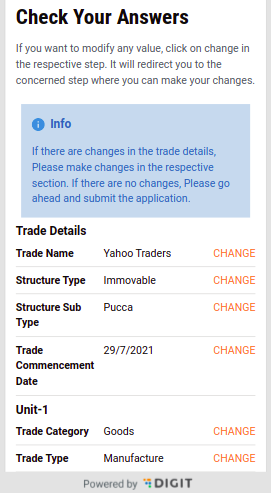 Check Your Answers
If you want to modify any value, click on change in
the respective step. It will redirect you to the
concerned step where you can make your changes.
Info
If there are changes in the trade details,
Please make changes in the respective
section. If there are no changes, Please go
ahead and submit the application.
Trade Details
Trade Name Yahoo Traders CHANGE
Structure Type Immovable CHANGE
Structure Sub Pucca CHANGE
Type
Trade 29/7/2021 CHANGE
Commencement
Date
Unit-1
Trade Category Goods CHANGE
Trade Type Manufacture CHANGE
Powered by DIGIT